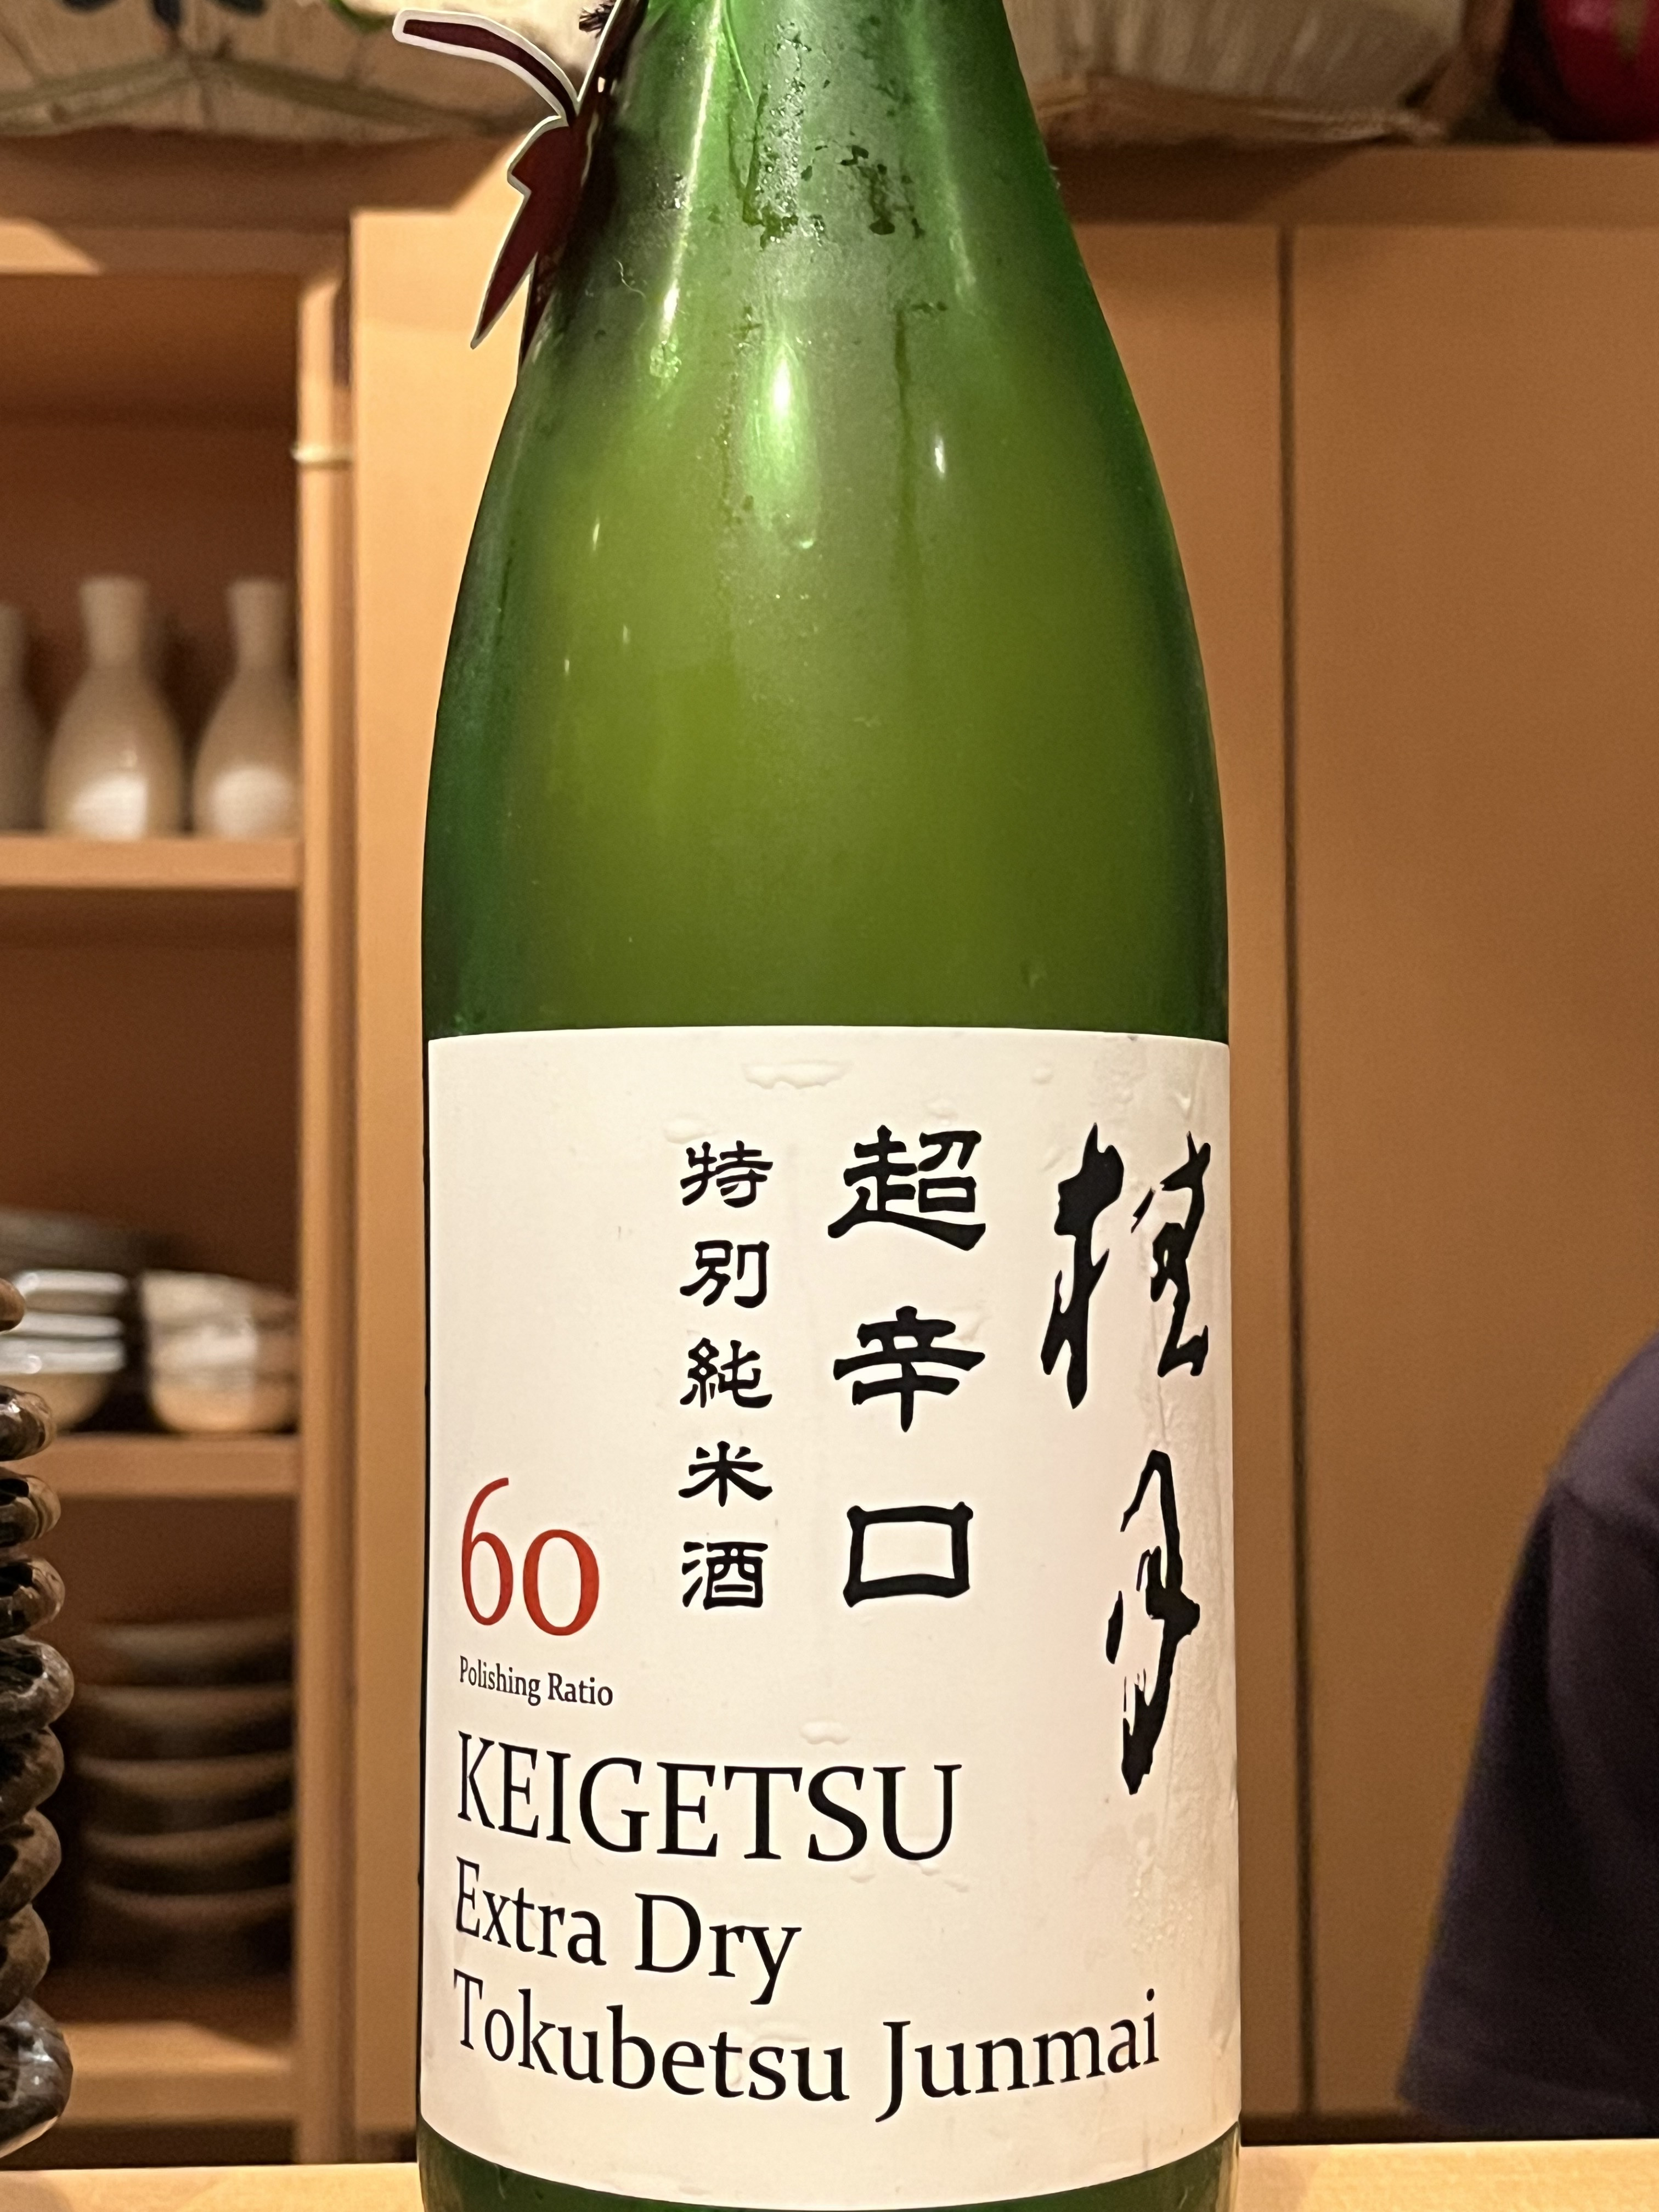 桂月
超辛口
特別純米酒
60
Polishing Ratio
KEIGETSU
Extra Dry
Tokubetsu Junmai